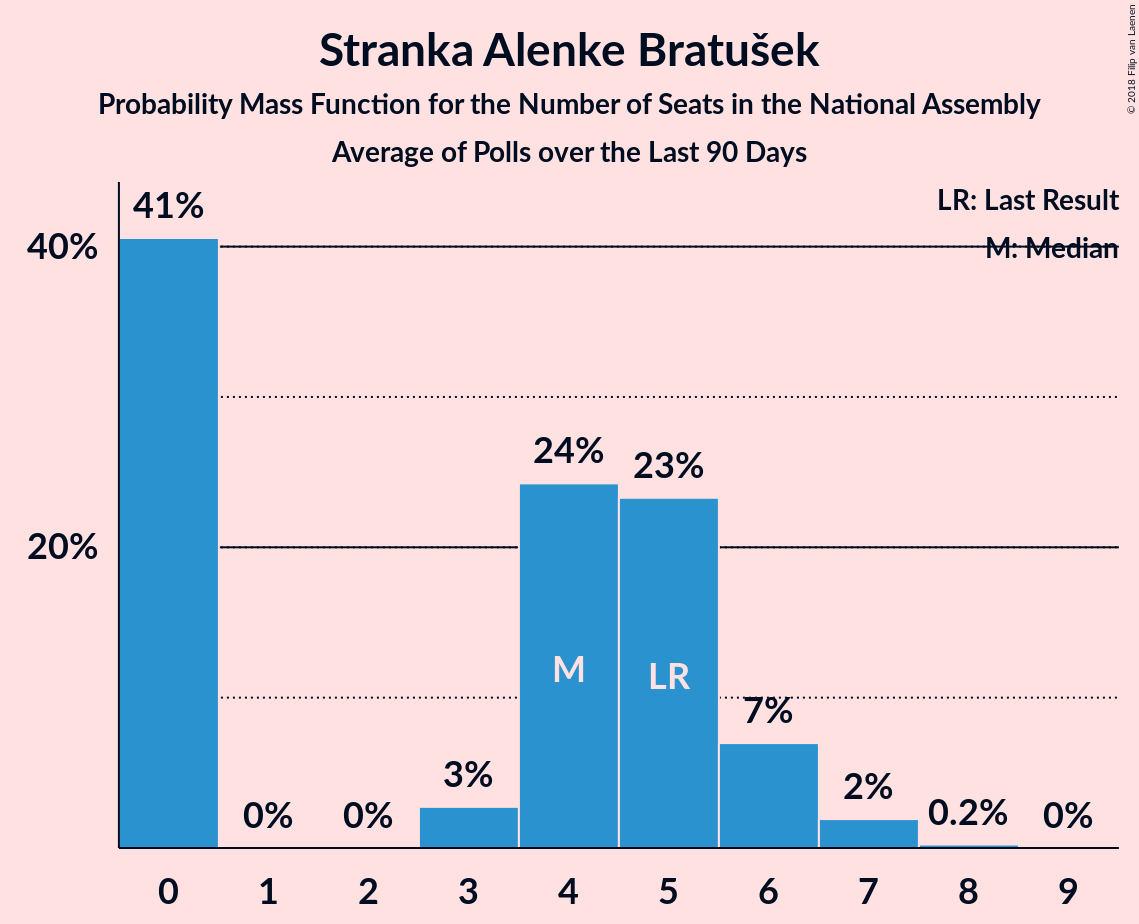 Stranka Alenke Bratušek
Probability Mass Function for the Number of Seats in the National Assembly
Average of Polls over the Last 90 Days
© 2018 Filip van Laenen
LR: Last Result
M: Median
41%
40%
24%
23%
20%
M
LR
7%
3%
2%
0%
0%
0.2%
0%
0 1 2 3 4 5 6 7 8 9